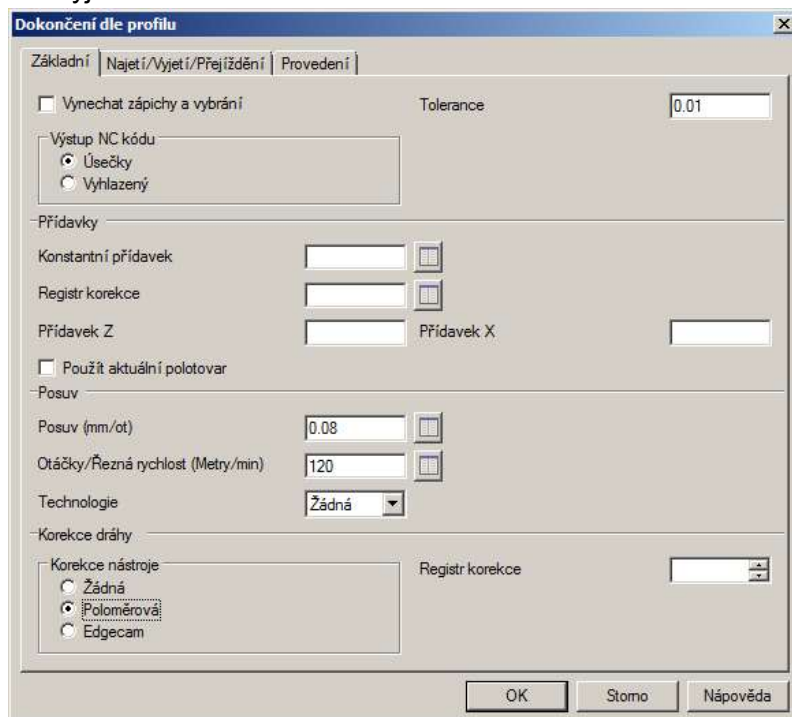 Dokončení dle profilu
Základní Najetí/Vyjetí/Přejíždění Provedení
Vynechat zápichy a vybrání Tolerance 0.01
Výstup NC kódu
Úsečky
Vyhlazený
Přídavky
Konstantní přídavek
Registr korekce
Přídavek Z Přídavek X
Použít aktuální polotovar
Posuv
Posuv (mm/ot) 0.08
Otáčky/Řezná rychlost (Metry/min) 120
Technologie Žádná
Korekce dráhy
Korekce nástroje Registr korekce
Žádná
Poloměrová
Edgecam
OK Storno Nápověda